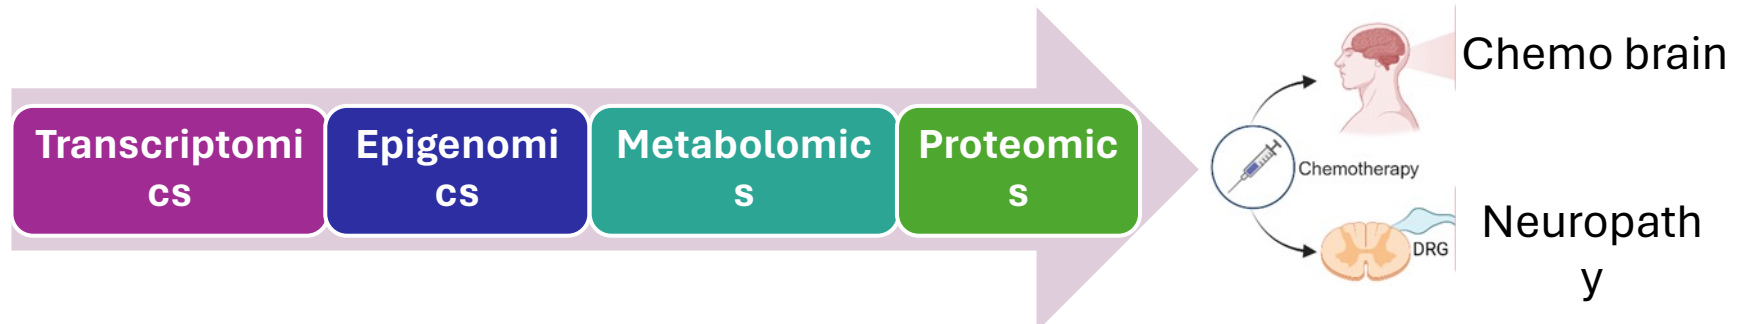 Transcriptomi
cs
Epigenomi
cs
Metabolomic
s
Proteomic
s
Chemotherapy
DRG
Chemo brain
Neuropath
y